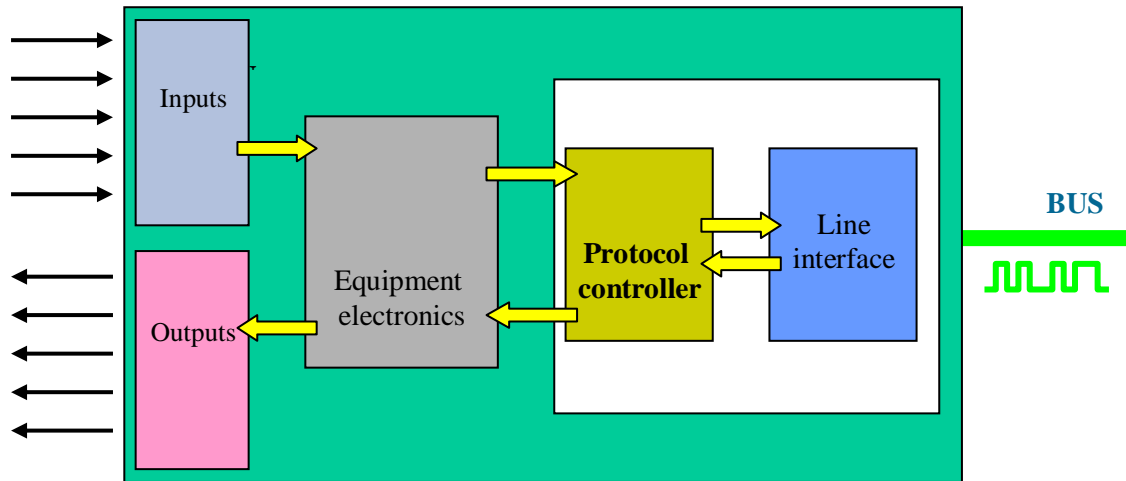 Inputs
BUS
Line
interface
Protocol
controller
Equipment
electronics
Outputs